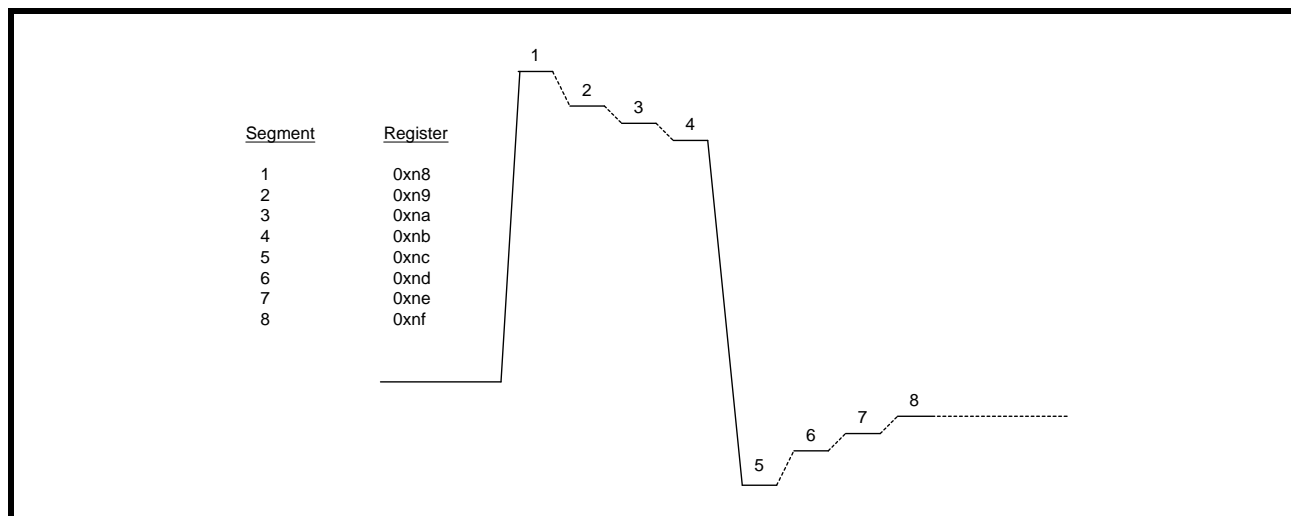 Segment Register
1 0xn8
2 0xn9
3 0xna
4 0xnb
5 0xnc
6 0xnd
7 0xne
8 0xnf
1
2
3
4
5
6
7
8